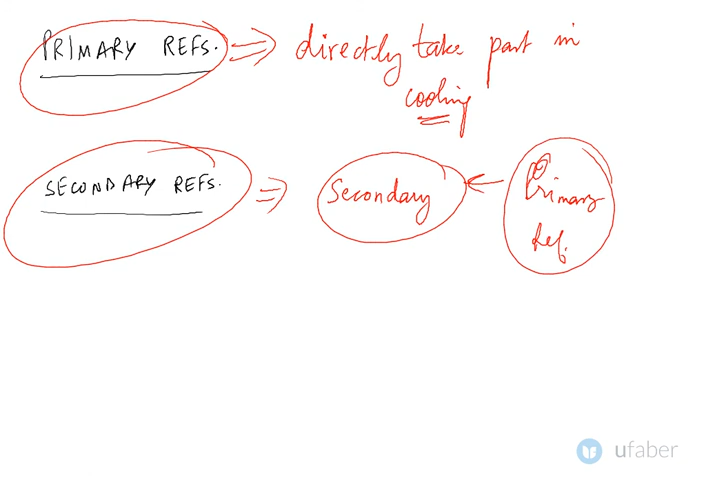 PRIMARY REFS. ⇒ directly take part in
cooling
SECONDARY REFS. ⇒ Secondary ← Primary
Ref.
ufaber